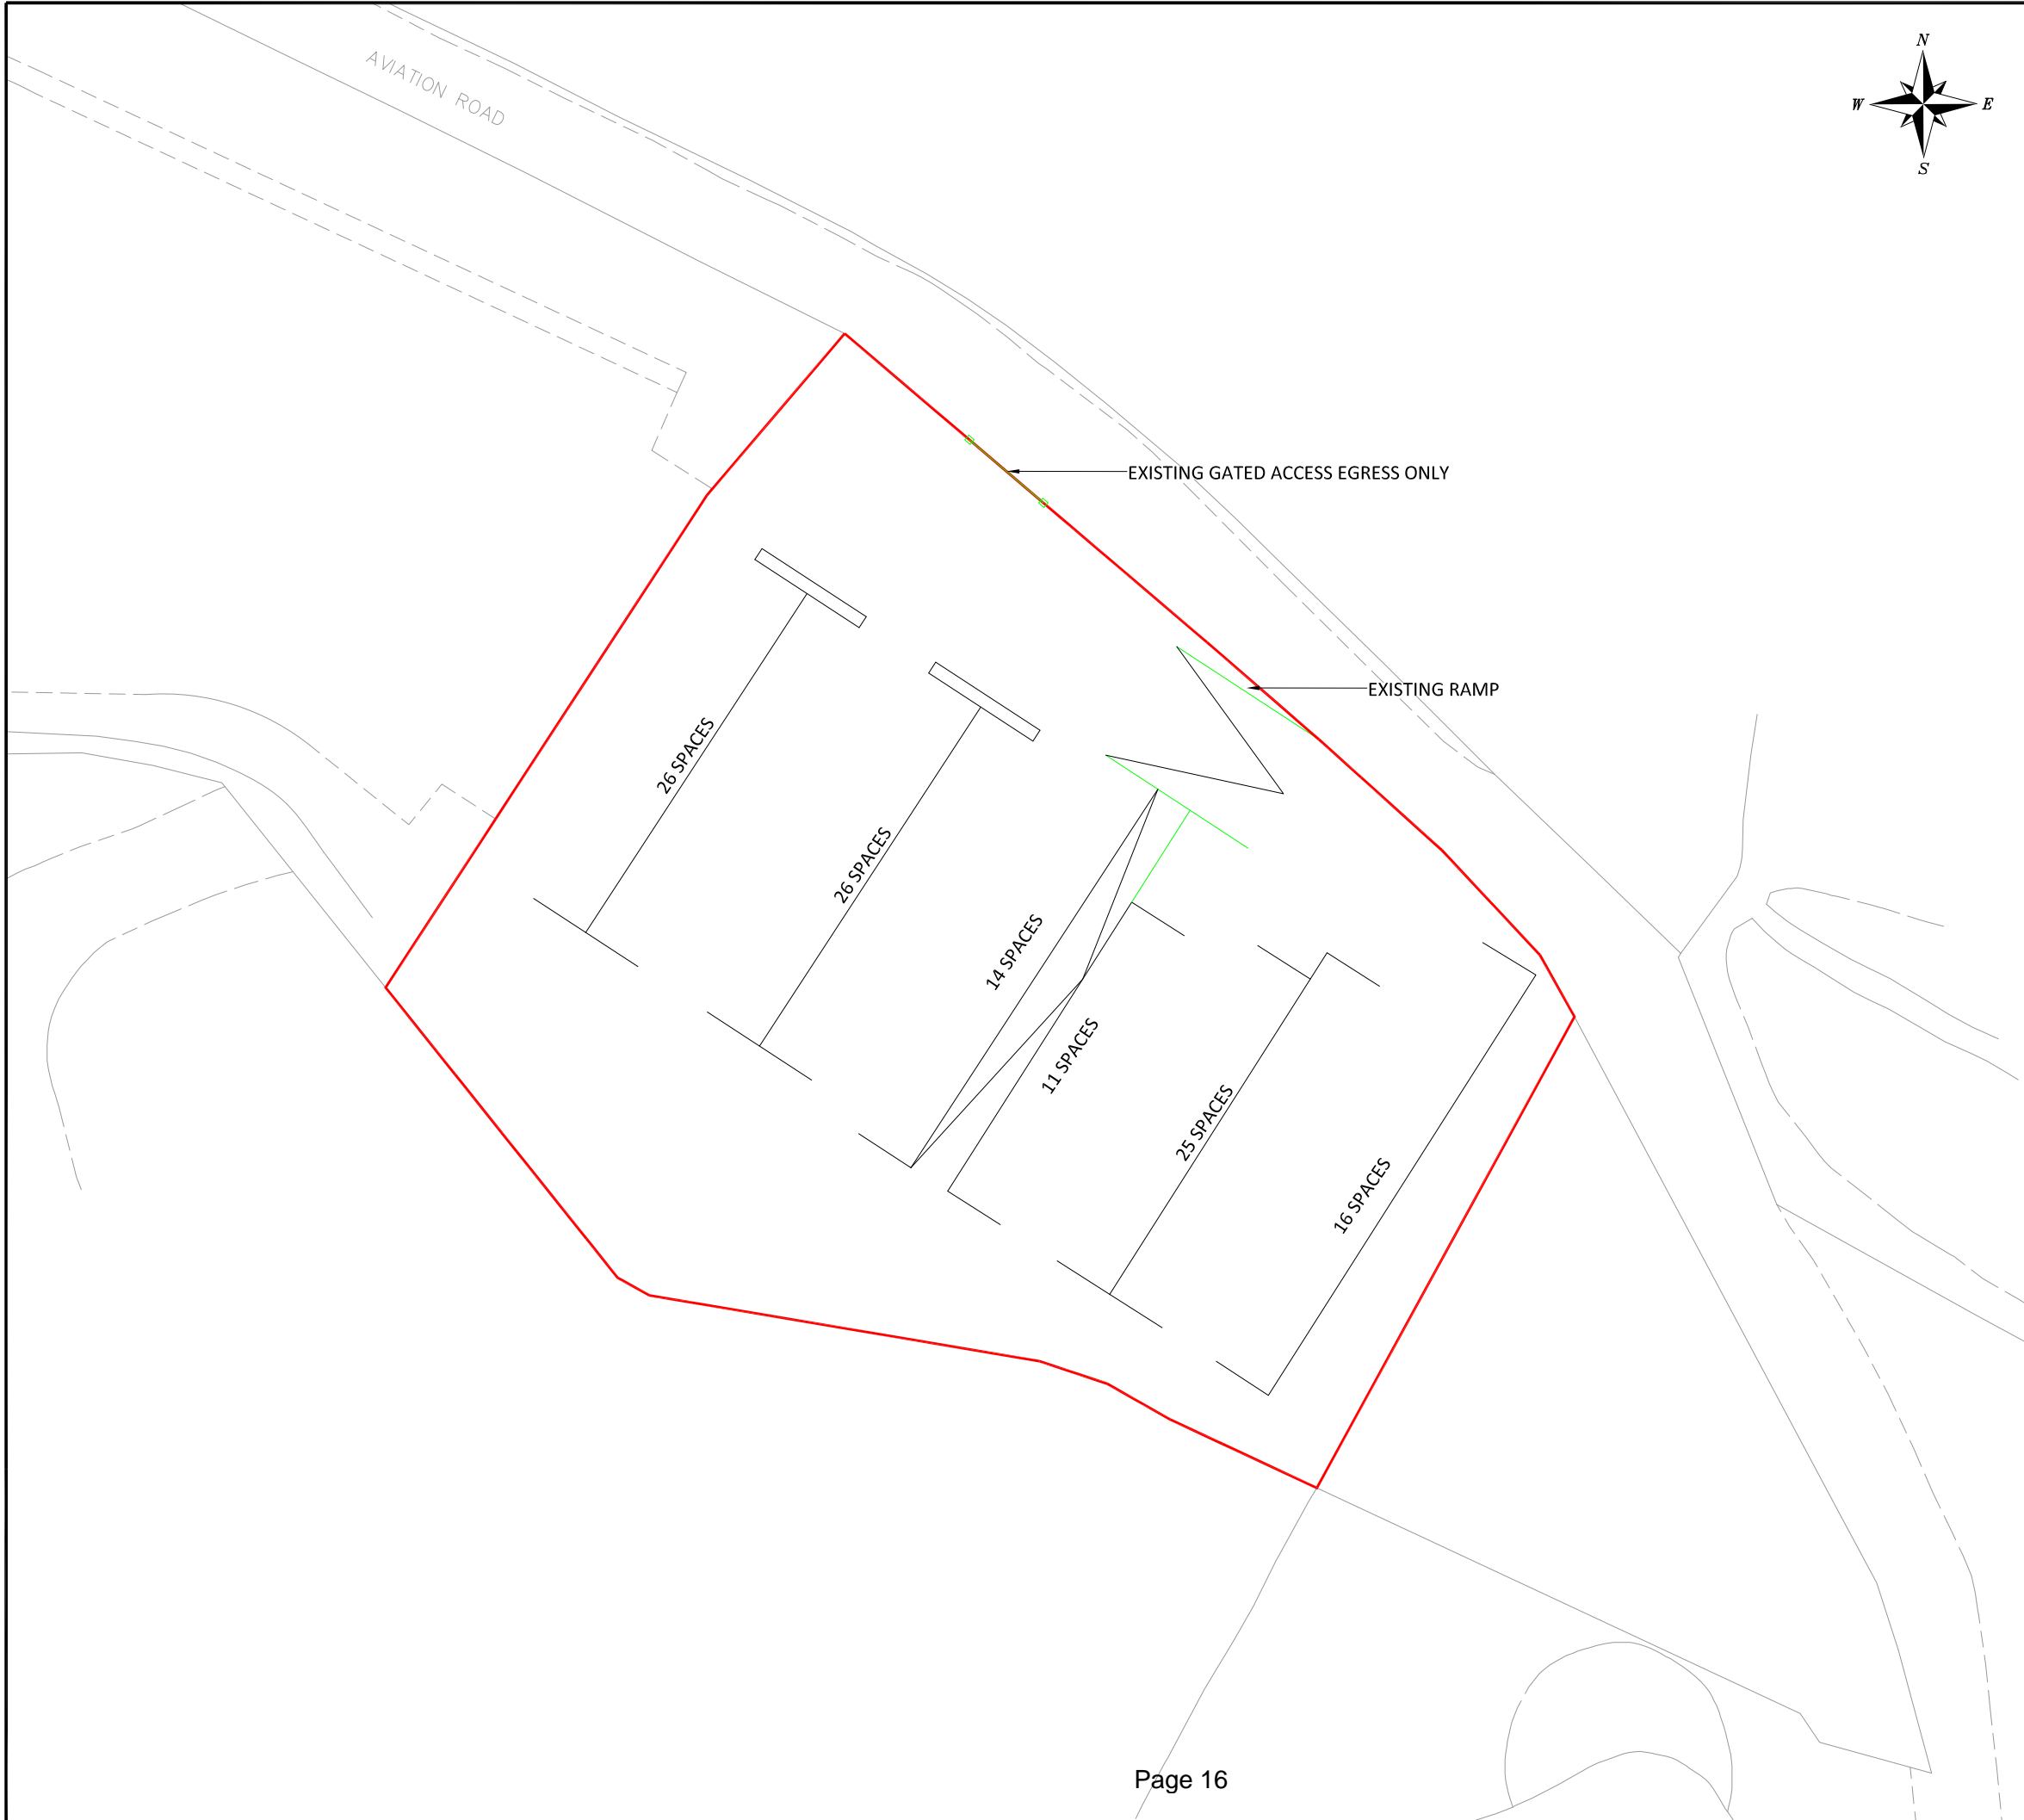 AVIATION ROAD
N
W
E
S
EXISTING GATED ACCESS EGRESS ONLY
EXISTING RAMP
26 SPACES
26 SPACES
14 SPACES
11 SPACES
25 SPACES
16 SPACES
Page 16